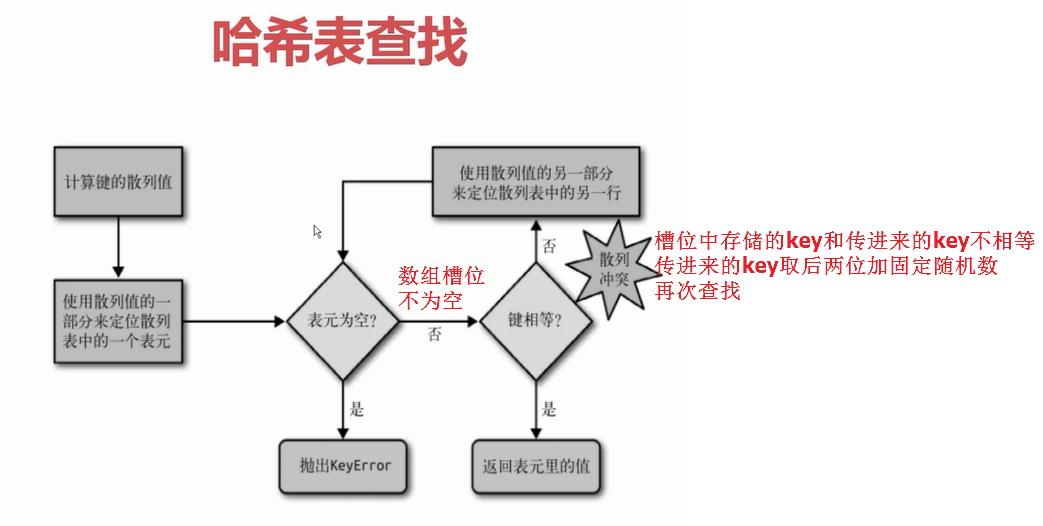 哈希表查找
计算键的散列值
使用散列值的一
部分来定位散列
表中的一个表元
表元为空?
是
抛出KeyError
数组槽位
不为空
否
键相等?
是
返回表元里的值
否
使用散列值的另一部分
来定位散列表中的另一行
散列
冲突
槽位中存储的key和传进来的key不相等
传进来的key取后两位加固定随机数
再次查找